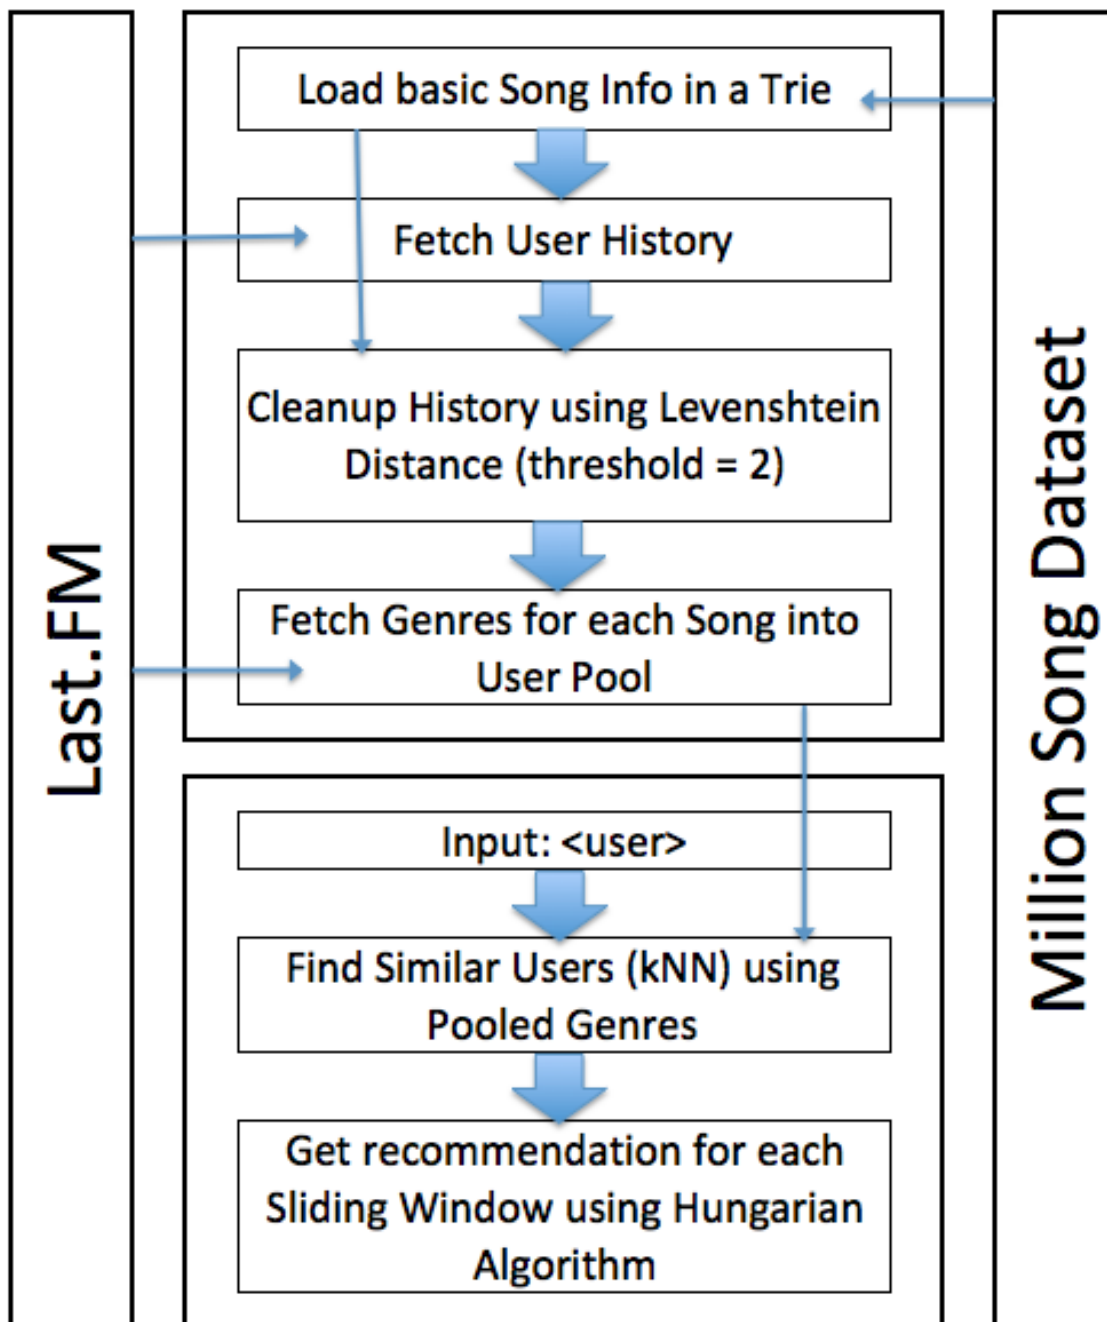 Load basic Song Info in a Trie
Fetch User History
Cleanup History using Levenshtein
Distance (threshold = 2)
Fetch Genres for each Song into
User Pool
Input: <user>
Find Similar Users (kNN) using
Pooled Genres
Get recommendation for each
Sliding Window using Hungarian
Algorithm
Last.FM
Million Song Dataset